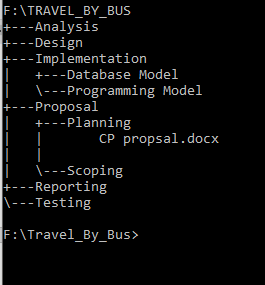 F:\TRAVEL_BY_BUS
+---Analysis
+---Design
+---Implementation
|   +---Database Model
|   \---Programming Model
+---Proposal
|   +---Planning
|   |       CP propsal.docx
|   |
|   \---Scoping
+---Reporting
\---Testing

F:\Travel_By_Bus>